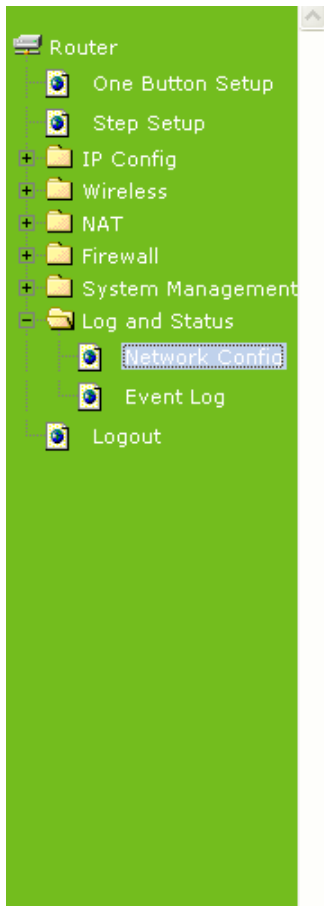 Router
One Button Setup
Step Setup
IP Config
Wireless
NAT
Firewall
System Management
Log and Status
Network Config
Event Log
Logout